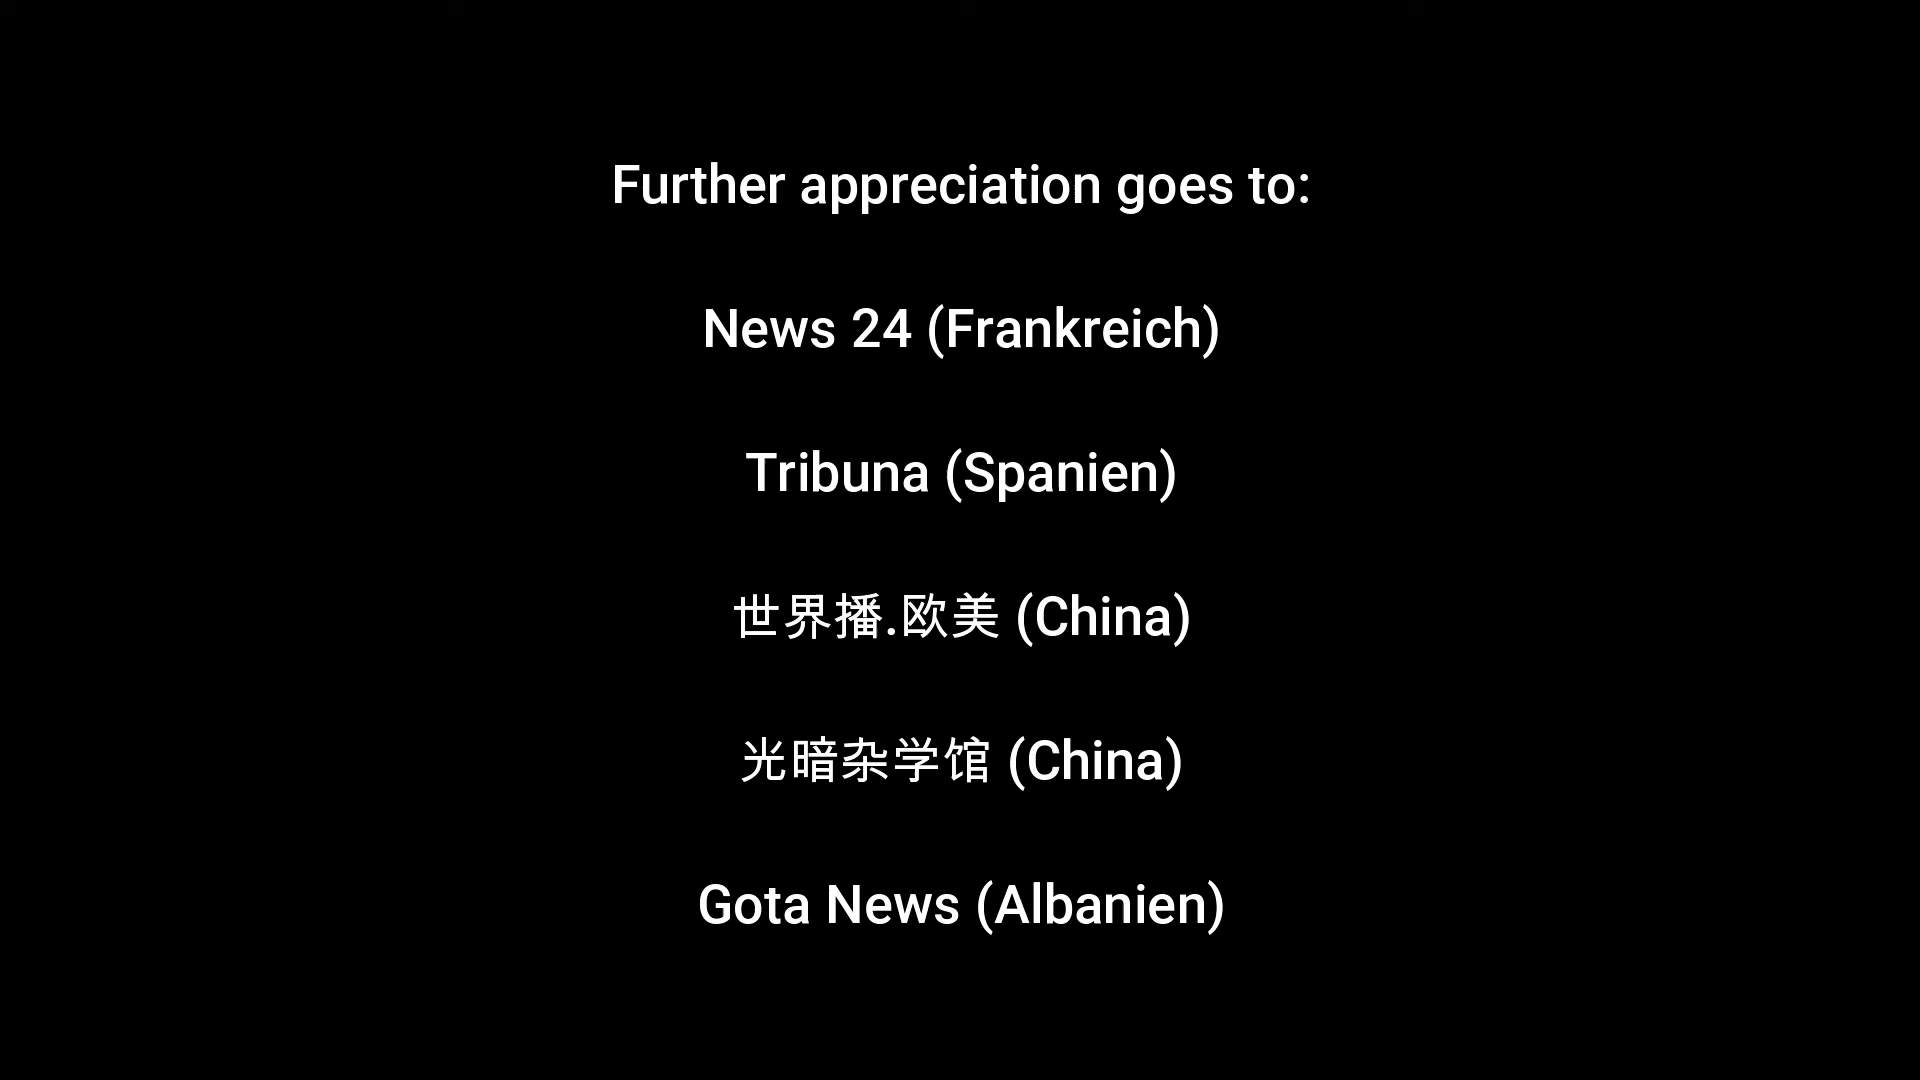 Further appreciation goes to:
News 24 (Frankreich)
Tribuna (Spanien)
世界播.欧美 (China)
光暗杂学馆 (China)
Gota News (Albanien)